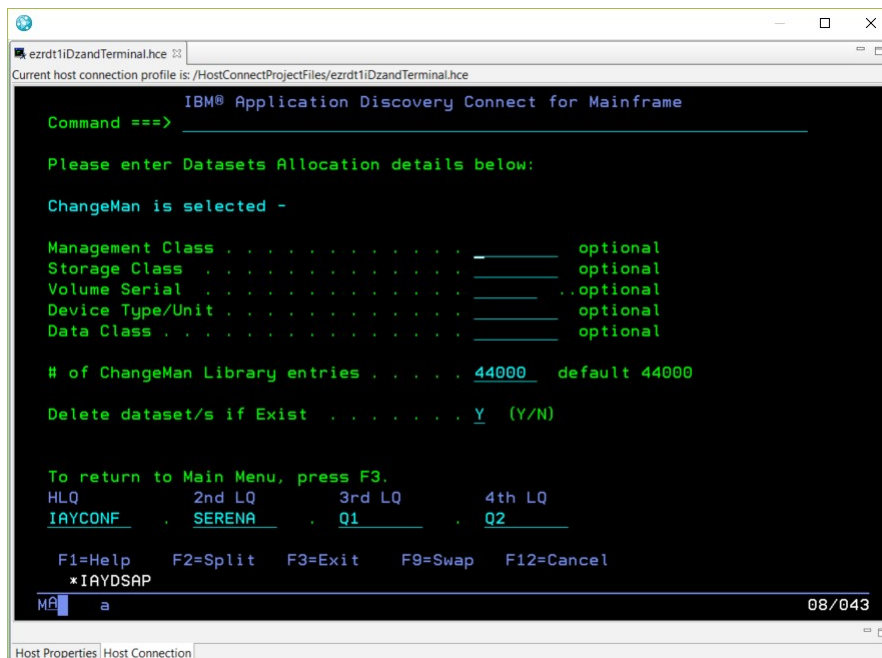 ezrdt1iDzandTerminal.hce
Current host connection profile is: /HostConnectProjectFiles/ezrdt1iDzandTerminal.hce
IBM® Application Discovery Connect for Mainframe
Command ===>
Please enter Datasets Allocation details below:
ChangeMan is selected -
Management Class . . . . . . . . . . . . optional
Storage Class . . . . . . . . . . . . . optional
Volume Serial . . . . . . . . . . . . . ..optional
Device Type/Unit . . . . . . . . . . . . optional
Data Class . . . . . . . . . . . . . . . optional
# of ChangeMan Library entries . . . . . 44000 default 44000
Delete dataset/s if Exist . . . . . . . Y (Y/N)
To return to Main Menu, press F3.
HLQ 2nd LQ 3rd LQ 4th LQ
IAYCONF . SERENA . Q1 . Q2
F1=Help F2=Split F3=Exit F9=Swap F12=Cancel
*IAYDSAP
MA a 08/043
Host Properties Host Connection